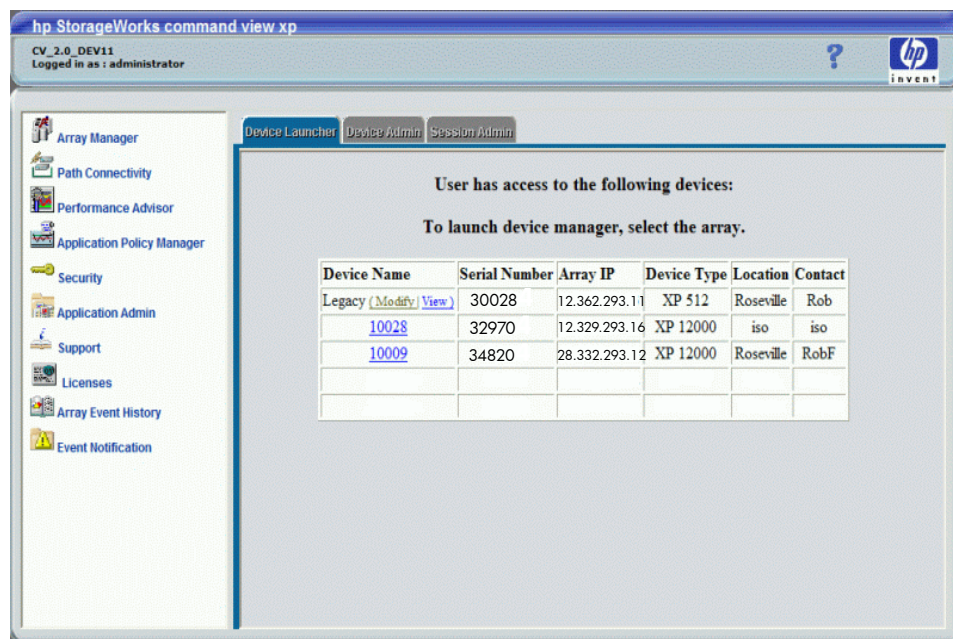 hp StorageWorks command view xp
CV_2.0_DEV11
Logged in as : administrator
?
hp
invent
Array Manager
Path Connectivity
Performance Advisor
Application Policy Manager
Security
Application Admin
Support
Licenses
Array Event History
Event Notification
Device Launcher Device Admin Session Admin
User has access to the following devices:
To launch device manager, select the array.
Device Name Serial Number Array IP Device Type Location Contact
Legacy ( Modify | View ) 30028 12.362.293.11 XP 512 Roseville Rob
10028 32970 12.329.293.16 XP 12000 iso iso
10009 34820 28.332.293.12 XP 12000 Roseville RobF